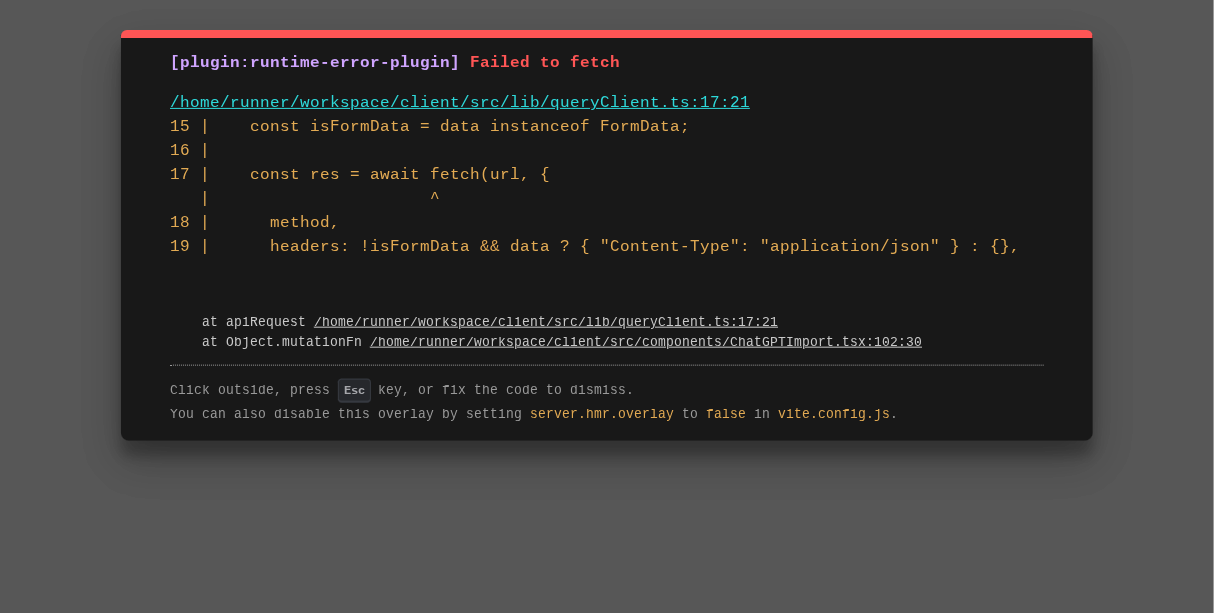 [plugin:runtime-error-plugin] Failed to fetch
/home/runner/workspace/client/src/lib/queryClient.ts:17:21
15 |    const isFormData = data instanceof FormData;
16 |
17 |    const res = await fetch(url, {
   |                      ^
18 |      method,
19 |      headers: !isFormData && data ? { "Content-Type": "application/json" } : {},
at apiRequest /home/runner/workspace/client/src/lib/queryClient.ts:17:21
at Object.mutationFn /home/runner/workspace/client/src/components/ChatGPTImport.tsx:102:30
Click outside, press Esc key, or fix the code to dismiss.
You can also disable this overlay by setting server.hmr.overlay to false in vite.config.js.